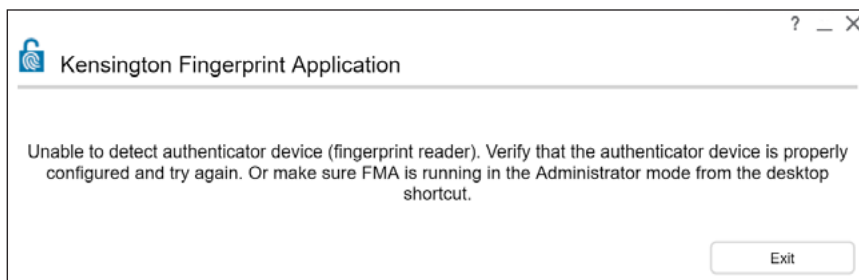 ? _ X
Kensington Fingerprint Application
Unable to detect authenticator device (fingerprint reader). Verify that the authenticator device is properly
configured and try again. Or make sure FMA is running in the Administrator mode from the desktop
shortcut.
Exit